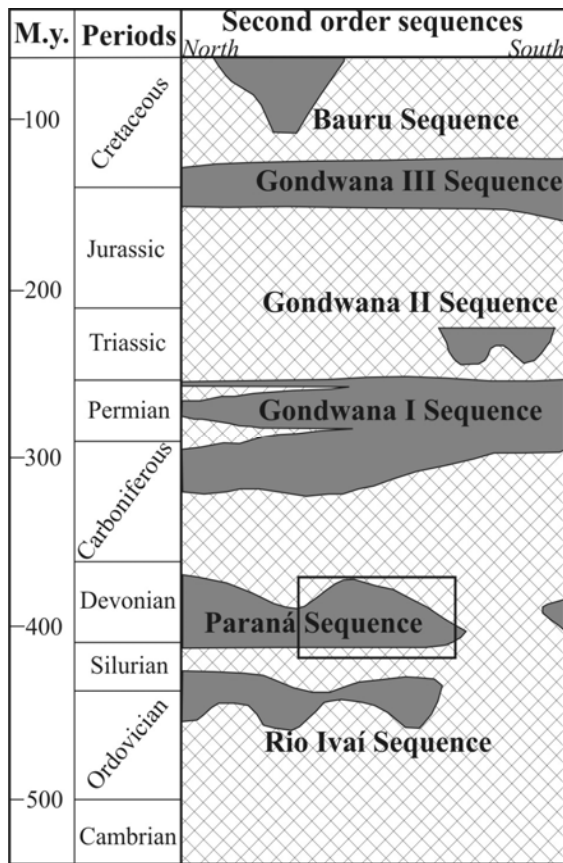 M.y.
Periods
Second order sequences
North
South
100
200
300
400
500
Cretaceous
Jurassic
Triassic
Permian
Carboniferous
Devonian
Silurian
Ordovician
Cambrian
Bauru Sequence
Gondwana III Sequence
Gondwana II Sequence
Gondwana I Sequence
Paraná Sequence
Rio Ivaí Sequence